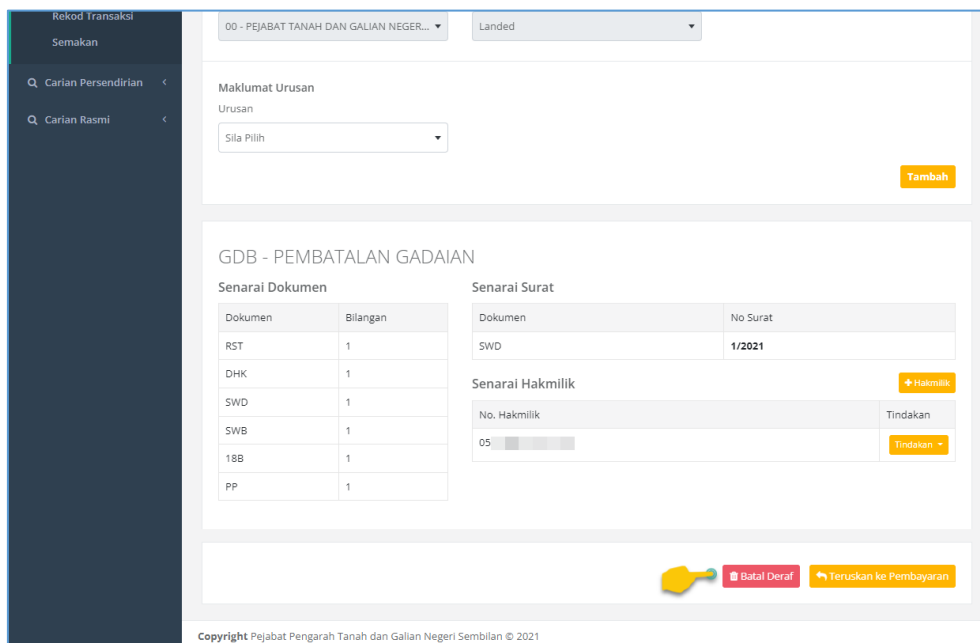 Rekod Transaksi
Semakan
Carian Persendirian
Carian Rasmi
00 - PEJABAT TANAH DAN GALIAN NEGER...
Landed
Maklumat Urusan
Urusan
Sila Pilih
Tambah
GDB - PEMBATALAN GADAIAN
Senarai Dokumen
Dokumen Bilangan
RST 1
DHK 1
SWD 1
SWB 1
18B 1
PP 1
Senarai Surat
Dokumen No Surat
SWD 1/2021
Senarai Hakmilik
+ Hakmilik
No. Hakmilik Tindakan
05 Tindakan
Batal Deraf
Teruskan ke Pembayaran
Copyright Pejabat Pengarah Tanah dan Galian Negeri Sembilan © 2021